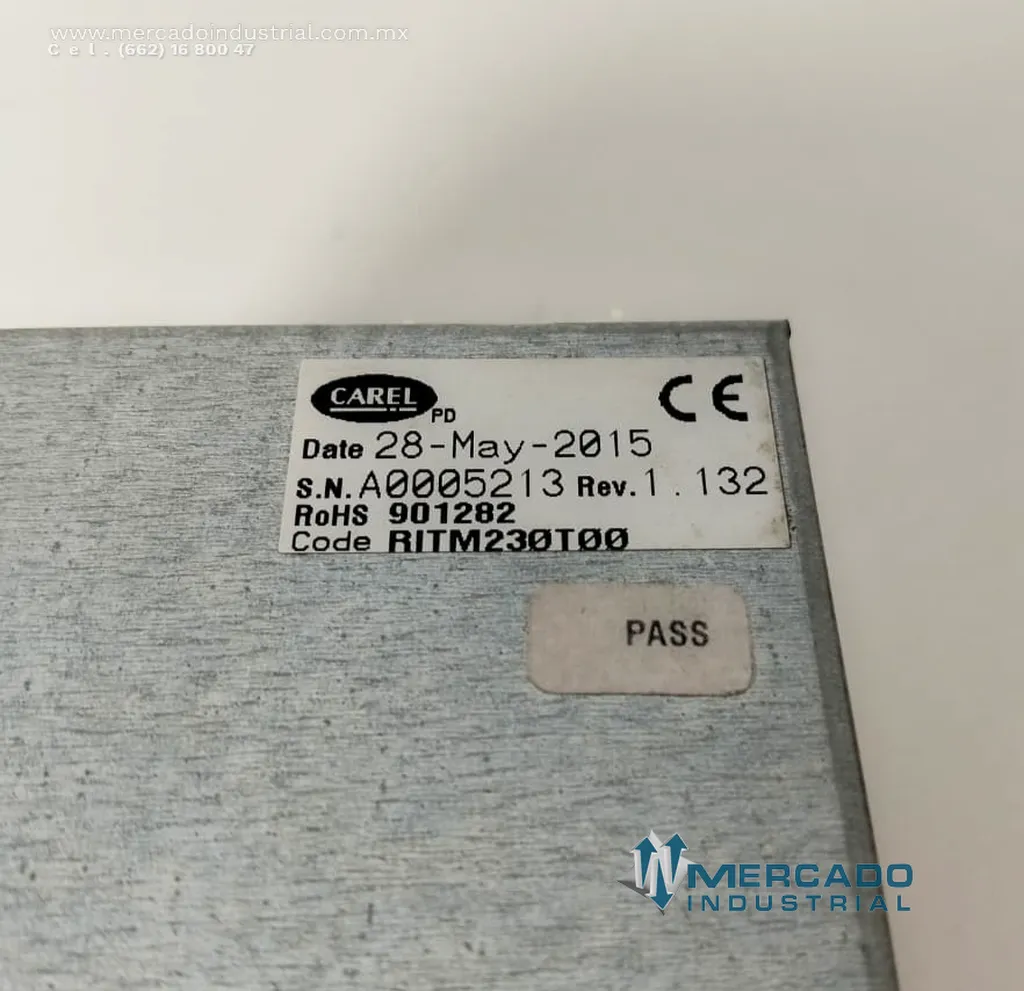 www.mercadoindustrial.com.mx
Cel. (662) 16 800 47
CAREL PD
CE
Date 28-May-2015
S.N. A0005213 Rev. 1.132
RoHS 901282
Code RITM230T00
PASS
MERCADO
INDUSTRIAL